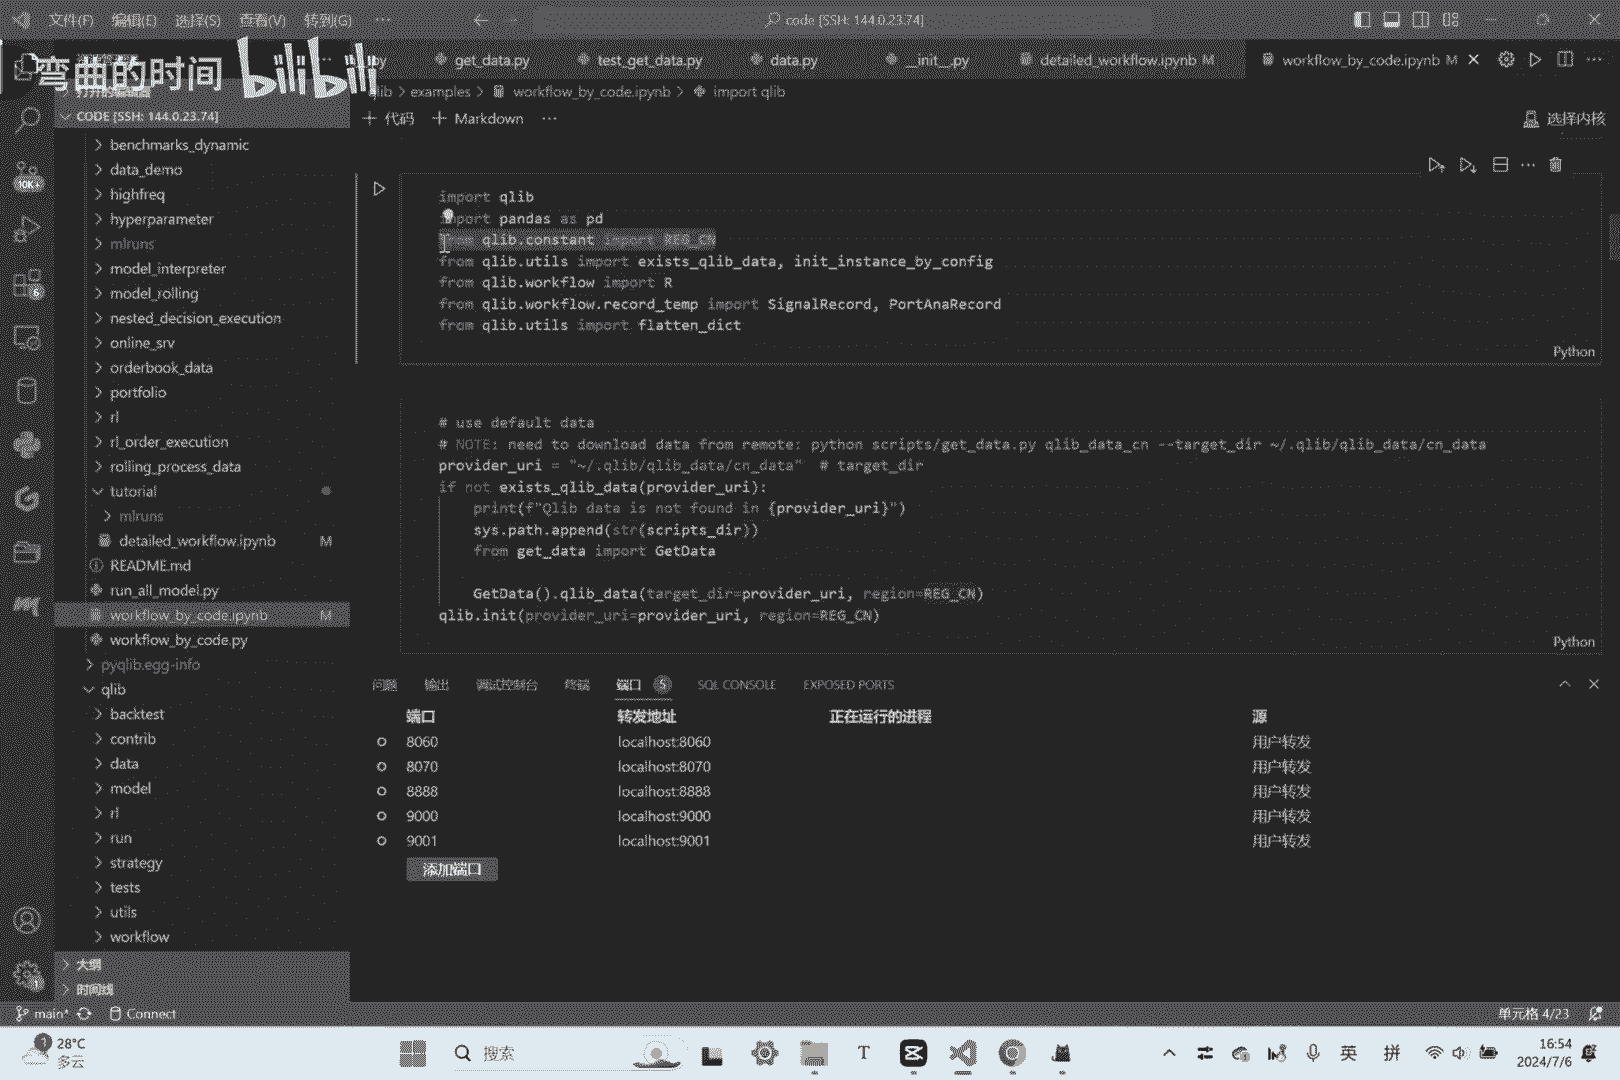 文件(F) 编辑(E) 选择(S) 查看(V) 转到(G) ··· code [SSH: 144.0.23.74]
弯曲的时间 bilibili
py get_data.py test_get_data.py data.py __init__.py detailed_workflow.ipynb M workflow_by_code.ipynb M
qlib > examples > workflow_by_code.ipynb > import qlib
CODE [SSH: 144.0.23.74]
+ 代码 + Markdown ··· 选择内核
benchmarks_dynamic
data_demo
highfreq
hyperparameter
mlruns
model_interpreter
model_rolling
nested_decision_execution
online_srv
orderbook_data
portfolio
rl
rl_order_execution
rolling_process_data
tutorial
mlruns
detailed_workflow.ipynb M
README.md
run_all_model.py
workflow_by_code.ipynb M
workflow_by_code.py
pyqlib.egg-info
qlib
backtest
contrib
data
model
rl
run
strategy
tests
utils
workflow
大纲
时间线
10K+
6
1
import qlib
import pandas as pd
from qlib.constant import REG_CN
from qlib.utils import exists_qlib_data, init_instance_by_config
from qlib.workflow import R
from qlib.workflow.record_temp import SignalRecord, PortAnaRecord
from qlib.utils import flatten_dict
Python
# use default data
# NOTE: need to download data from remote: python scripts/get_data.py qlib_data_cn --target_dir ~/.qlib/qlib_data/cn_data
provider_uri = "~/.qlib/qlib_data/cn_data" # target_dir
if not exists_qlib_data(provider_uri):
print(f"Qlib data is not found in {provider_uri}")
sys.path.append(str(scripts_dir))
from get_data import GetData
GetData().qlib_data(target_dir=provider_uri, region=REG_CN)
qlib.init(provider_uri=provider_uri, region=REG_CN)
Python
问题 输出 调试控制台 终端 端口 5 SQL CONSOLE EXPOSED PORTS
端口 转发地址 正在运行的进程 源
8060 localhost:8060 用户转发
8070 localhost:8070 用户转发
8888 localhost:8888 用户转发
9000 localhost:9000 用户转发
9001 localhost:9001 用户转发
添加端口
main* Connect 单元格 4/23
1 28°C
多云
搜索
英 拼
16:54
2024/7/6